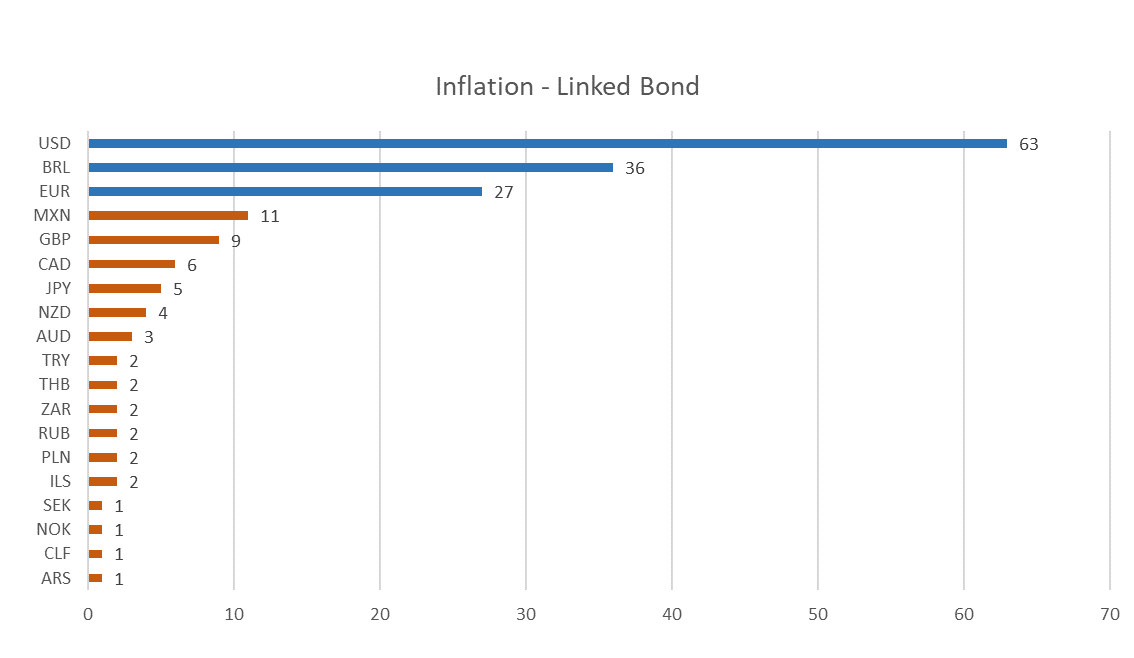 Inflation - Linked Bond
USD 63
BRL 36
EUR 27
MXN 11
GBP 9
CAD 6
JPY 5
NZD 4
AUD 3
TRY 2
THB 2
ZAR 2
RUB 2
PLN 2
ILS 2
SEK 1
NOK 1
CLF 1
ARS 1
0 10 20 30 40 50 60 70